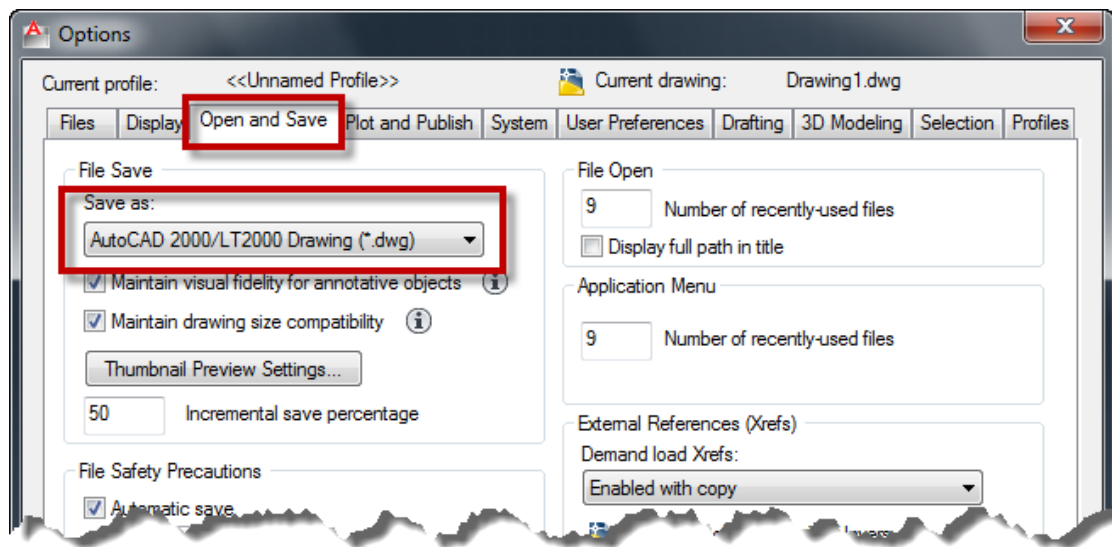 Options
Current profile: <<Unnamed Profile>> Current drawing: Drawing1.dwg
Files Display Open and Save Plot and Publish System User Preferences Drafting 3D Modeling Selection Profiles
File Save
Save as:
AutoCAD 2000/LT2000 Drawing (*.dwg)
Maintain visual fidelity for annotative objects
Maintain drawing size compatibility
Thumbnail Preview Settings...
50 Incremental save percentage
File Safety Precautions
Automatic save
File Open
9 Number of recently-used files
Display full path in title
Application Menu
9 Number of recently-used files
External References (Xrefs)
Demand load Xrefs:
Enabled with copy